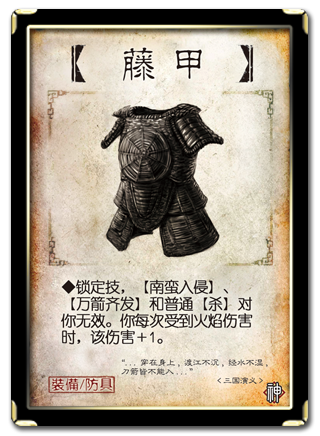 【藤甲】
◆锁定技，【南蛮入侵】、
【万箭齐发】和普通【杀】对
你无效。你每次受到火焰伤害
时，该伤害+1。
“... 穿在身上，渡江不沉，经水不湿，
刀箭皆不能入...”
<三国演义>
装備/防具
神